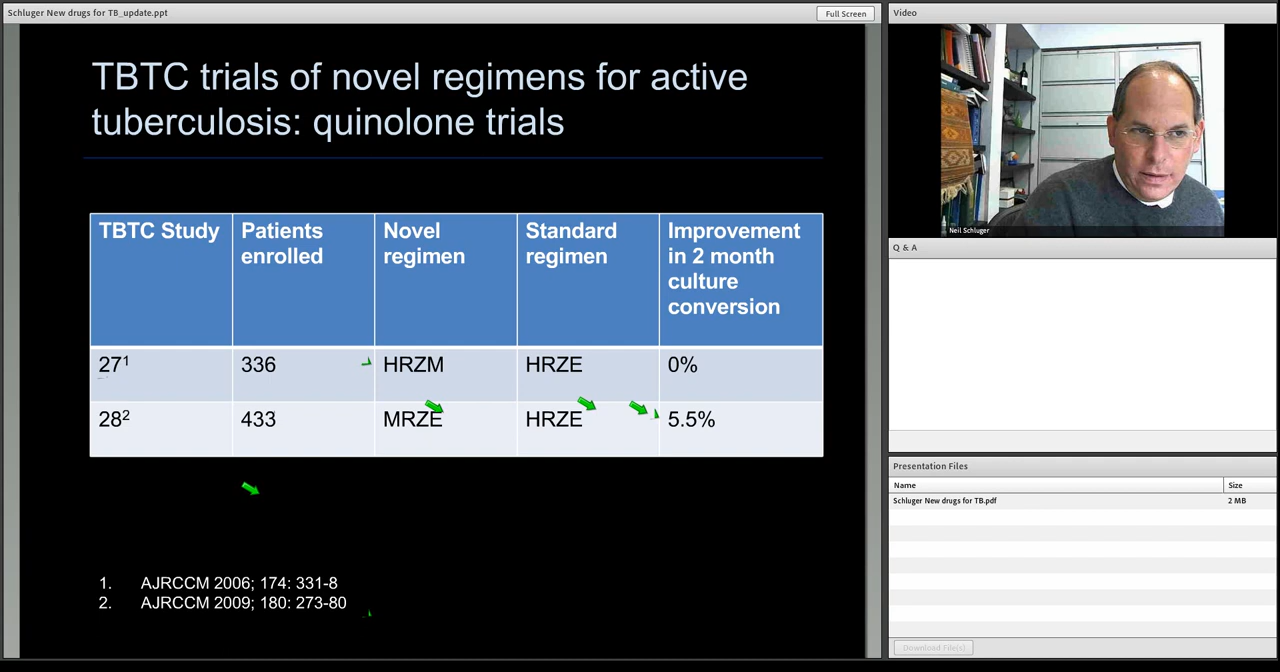 Schluger New drugs for TB_update.ppt
Full Screen
TBTC trials of novel regimens for active
tuberculosis: quinolone trials
TBTC Study
Patients
enrolled
Novel
regimen
Standard
regimen
Improvement
in 2 month
culture
conversion
27¹
336
HRZM
HRZE
0%
28²
433
MRZE
HRZE
5.5%
1. AJRCCM 2006; 174: 331-8
2. AJRCCM 2009; 180: 273-80
Video
Neil Schluger
Q & A
Presentation Files
Name
Size
Schluger New drugs for TB.pdf
2 MB
Download File(s)